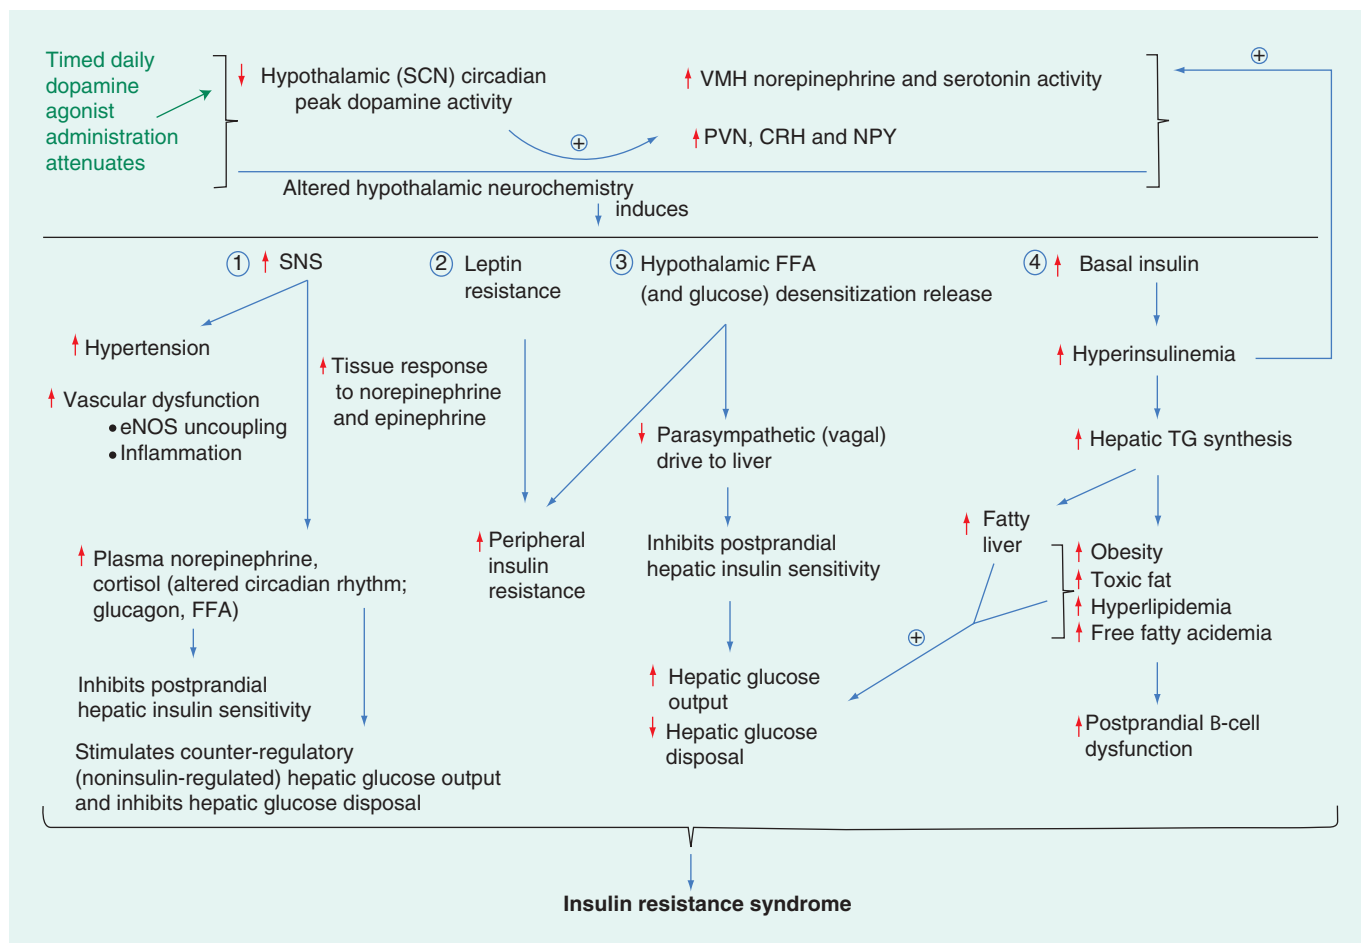 Timed daily
dopamine
agonist
administration
attenuates
Hypothalamic (SCN) circadian
peak dopamine activity
VMH norepinephrine and serotonin activity
PVN, CRH and NPY
Altered hypothalamic neurochemistry
induces
1 SNS
2 Leptin
resistance
3 Hypothalamic FFA
(and glucose) desensitization release
4 Basal insulin
Hypertension
Vascular dysfunction
• eNOS uncoupling
• Inflammation
Tissue response
to norepinephrine
and epinephrine
Plasma norepinephrine,
cortisol (altered circadian rhythm;
glucagon, FFA)
Inhibits postprandial
hepatic insulin sensitivity
Stimulates counter-regulatory
(noninsulin-regulated) hepatic glucose output
and inhibits hepatic glucose disposal
Peripheral
insulin
resistance
Parasympathetic (vagal)
drive to liver
Inhibits postprandial
hepatic insulin sensitivity
Hepatic glucose
output
Hepatic glucose
disposal
Hyperinsulinemia
Hepatic TG synthesis
Fatty
liver
Obesity
Toxic fat
Hyperlipidemia
Free fatty acidemia
Postprandial B-cell
dysfunction
Insulin resistance syndrome